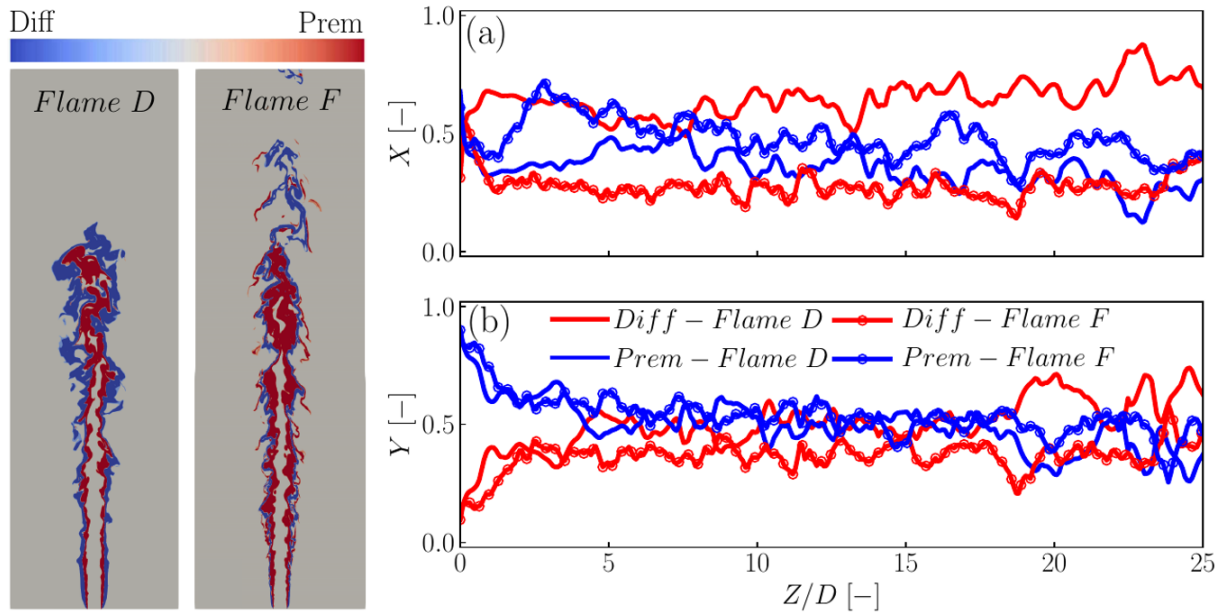 Diff Prem
Flame D Flame F
(a)
1.0
0.5
0.0
X [−]
(b)
Diff − Flame D Diff − Flame F
Prem − Flame D Prem − Flame F
1.0
0.5
0.0
Y [−]
0 5 10 15 20 25
Z/D [−]